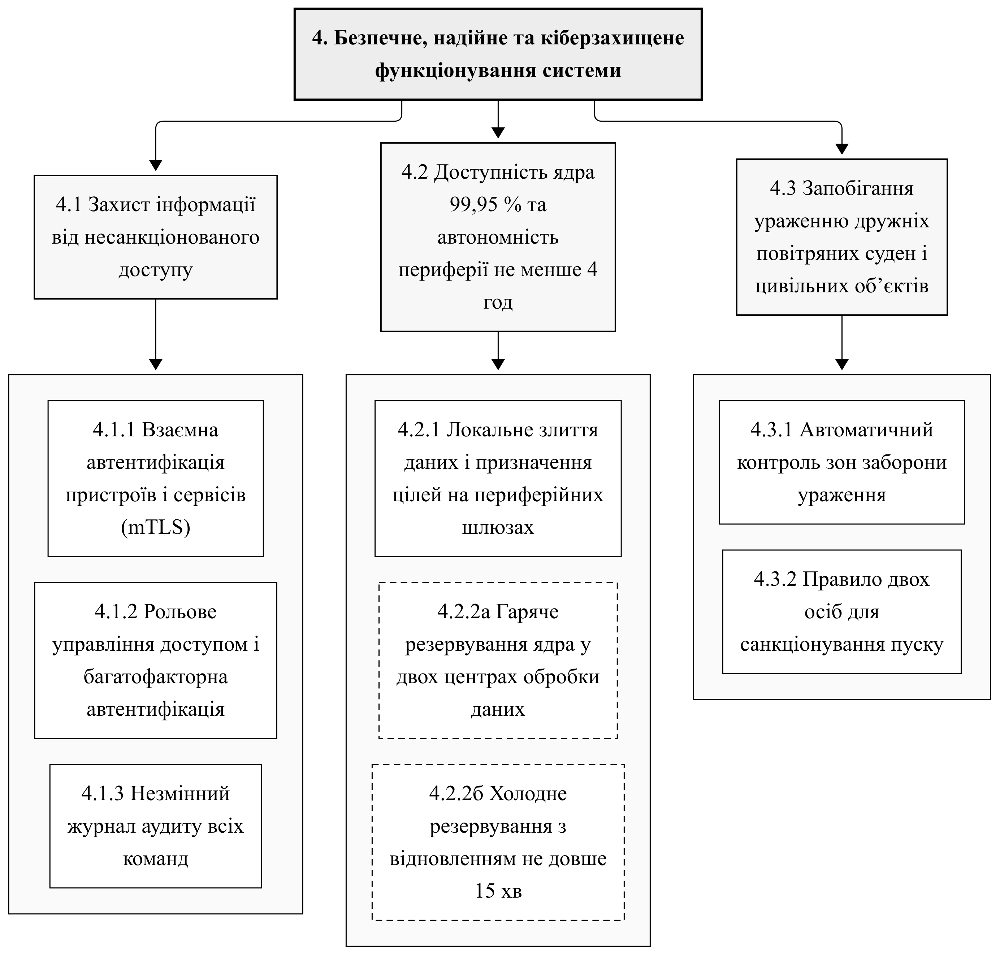 4. Безпечне, надійне та кіберзахищене
функціонування системи
4.1 Захист інформації
від несанкціонованого
доступу
4.2 Доступність ядра
99,95 % та
автономність
периферії не менше 4
год
4.3 Запобігання
ураженню дружніх
повітряних суден і
цивільних об’єктів
4.1.1 Взаємна
автентифікація
пристроїв і сервісів
(mTLS)
4.1.2 Рольове
управління доступом і
багатофакторна
автентифікація
4.1.3 Незмінний
журнал аудиту всіх
команд
4.2.1 Локальне злиття
даних і призначення
цілей на периферійних
шлюзах
4.2.2а Гаряче
резервування ядра у
двох центрах обробки
даних
4.2.2б Холодне
резервування з
відновленням не довше
15 хв
4.3.1 Автоматичний
контроль зон заборони
ураження
4.3.2 Правило двох
осіб для
санкціонування пуску